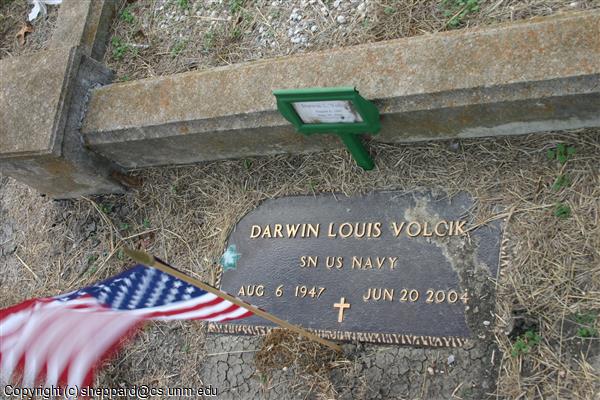 DARWIN LOUIS VOLCIK
SN US NAVY
AUG 6 1947 JUN 20 2004
Copyright © sheppard@cs.unm.edu